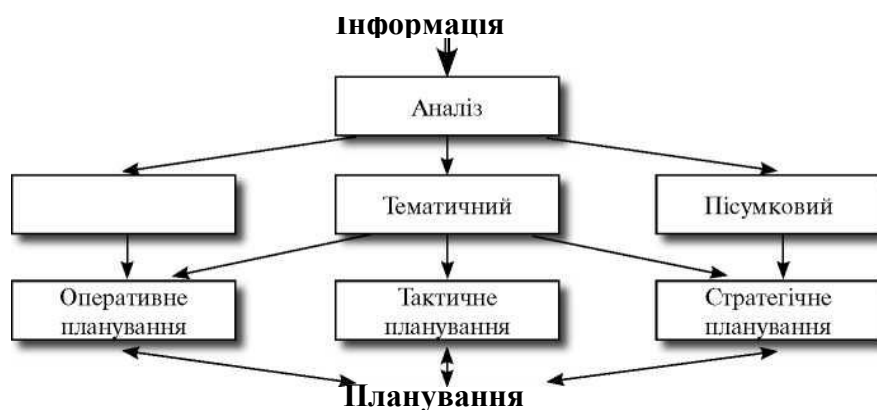 Інформація
Аналіз
Тематичний
Пісумковий
Оперативне
планування
Тактичне
планування
Стратегічне
планування
Планування